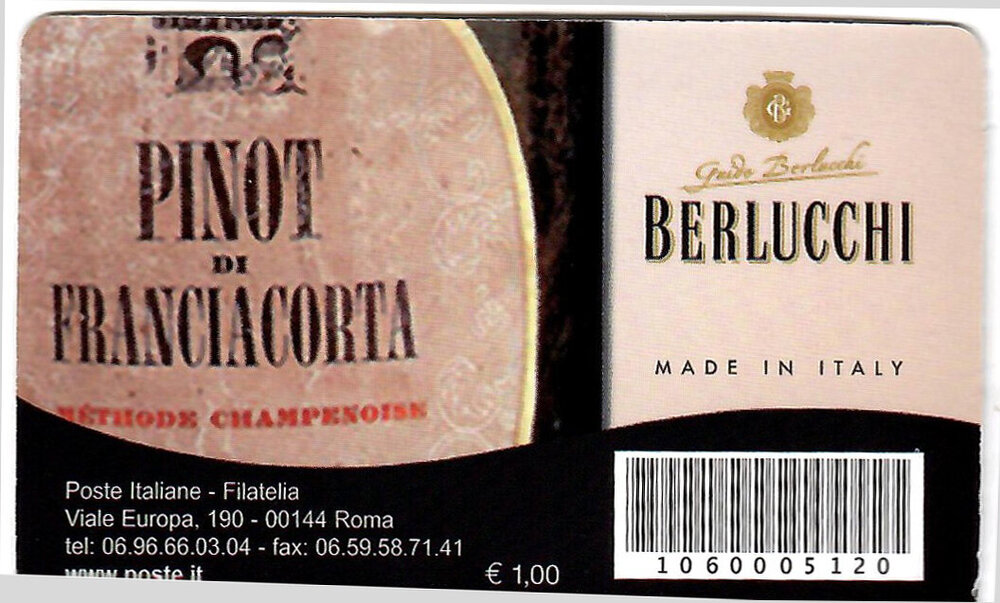 PINOT
DI
FRANCIACORTA
MÉTHODE CHAMPENOISE
Guido Berlucchi
BERLUCCHI
MADE IN ITALY
Poste Italiane - Filatelia
Viale Europa, 190 - 00144 Roma
tel: 06.96.66.03.04 - fax: 06.59.58.71.41
www.poste.it
€ 1,00
1060005120